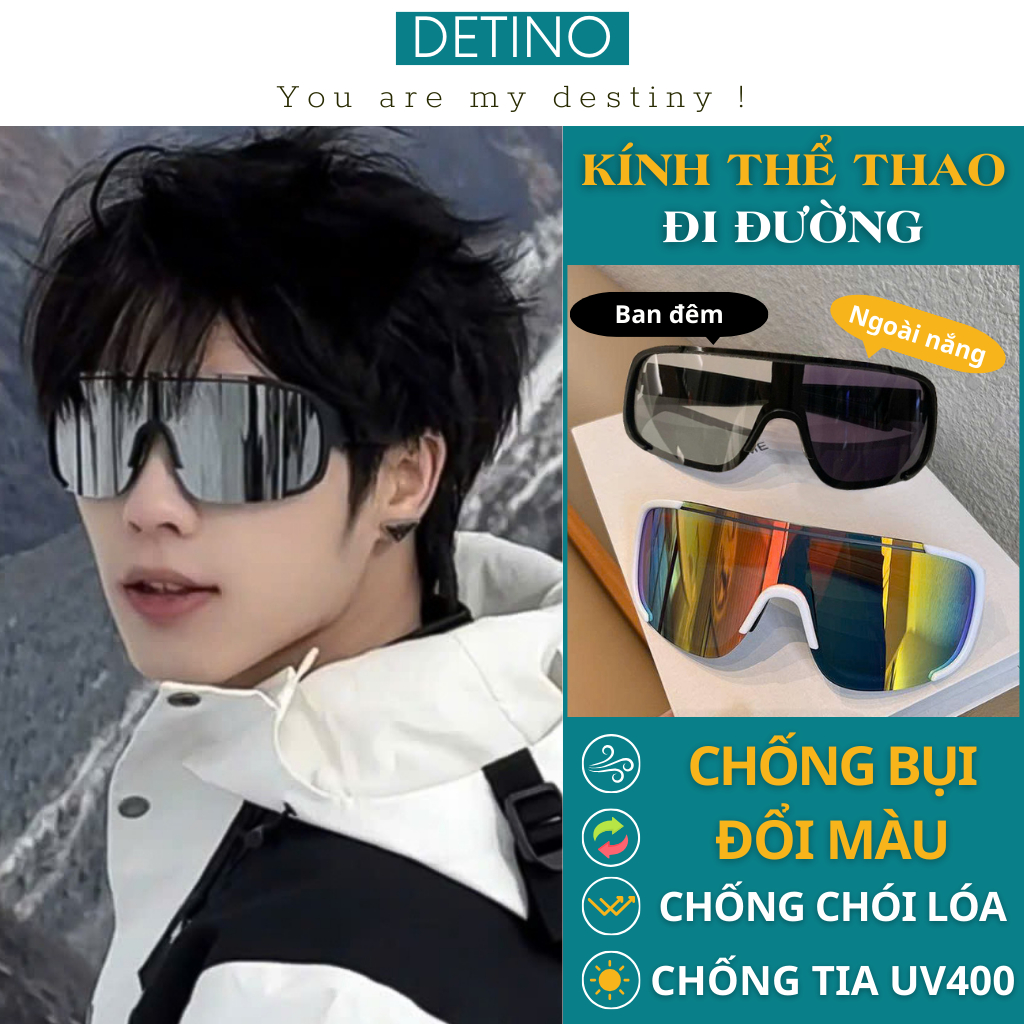 DETINO
You are my destiny !
KÍNH THỂ THAO
ĐI ĐƯỜNG
Ban đêm
Ngoài nắng
CHỐNG BỤI
ĐỔI MÀU
CHỐNG CHÓI LÓA
CHỐNG TIA UV400